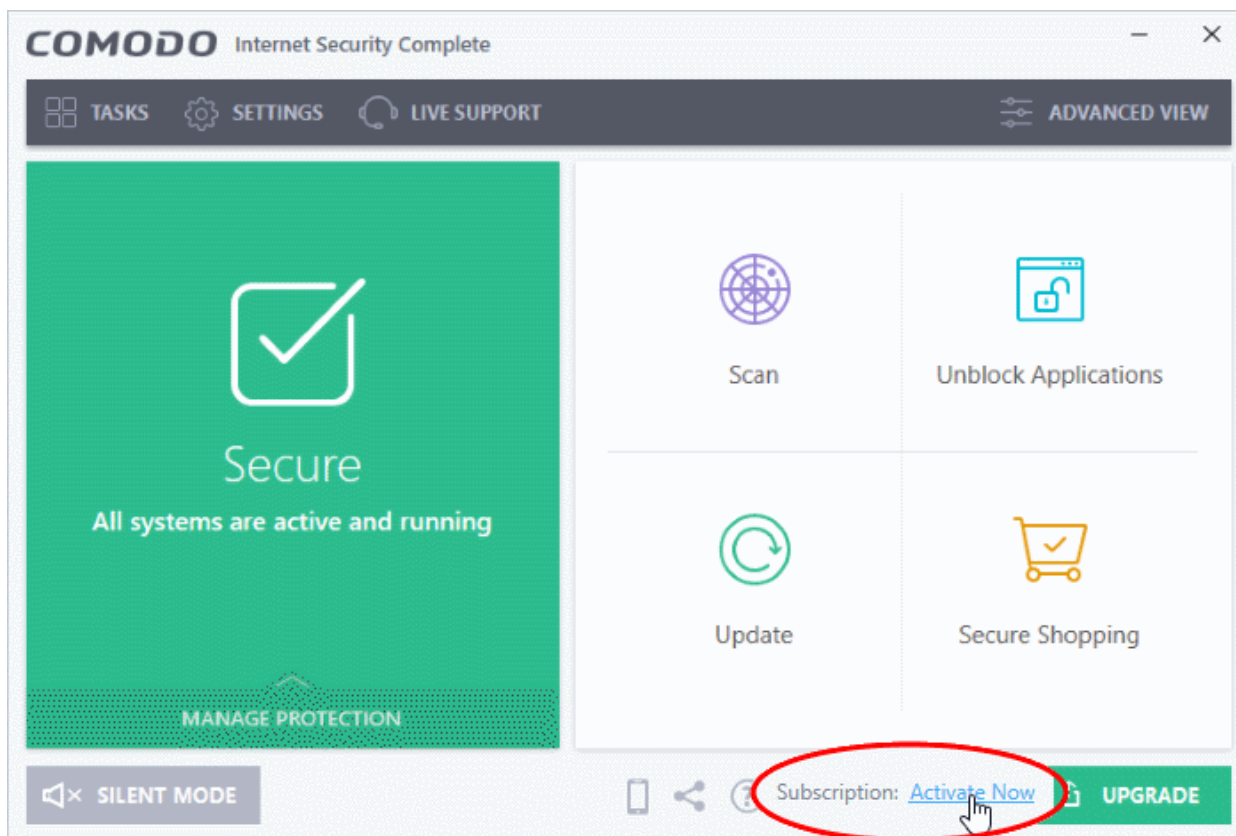 COMODO Internet Security Complete
TASKS SETTINGS LIVE SUPPORT ADVANCED VIEW
Secure
All systems are active and running
MANAGE PROTECTION
Scan
Unblock Applications
Update
Secure Shopping
SILENT MODE
? Subscription: Activate Now UPGRADE